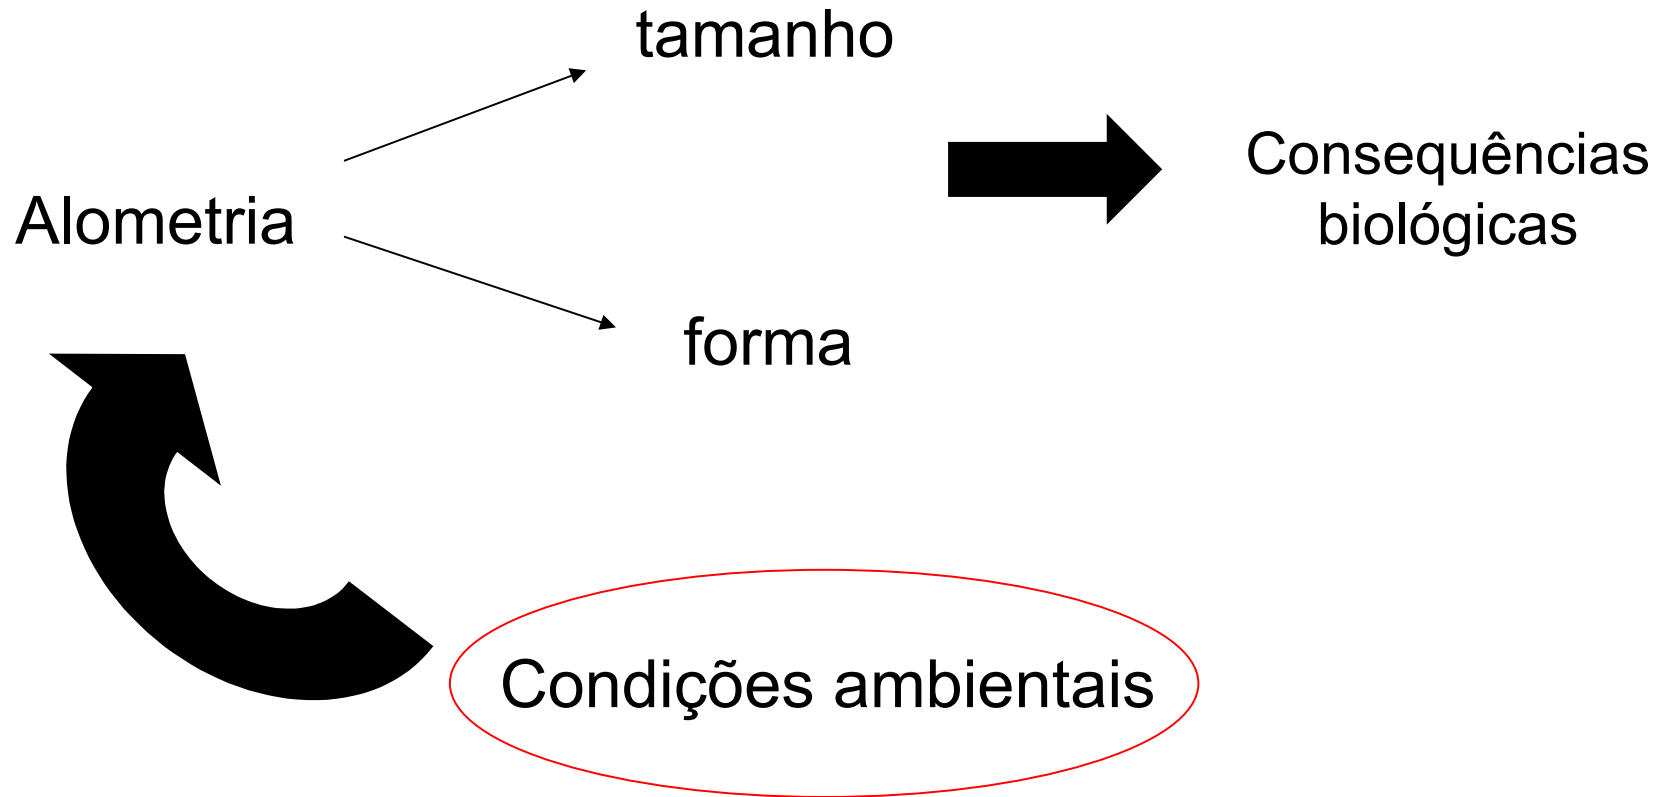 tamanho
Alometria
forma
Consequências
biológicas
Condições ambientais